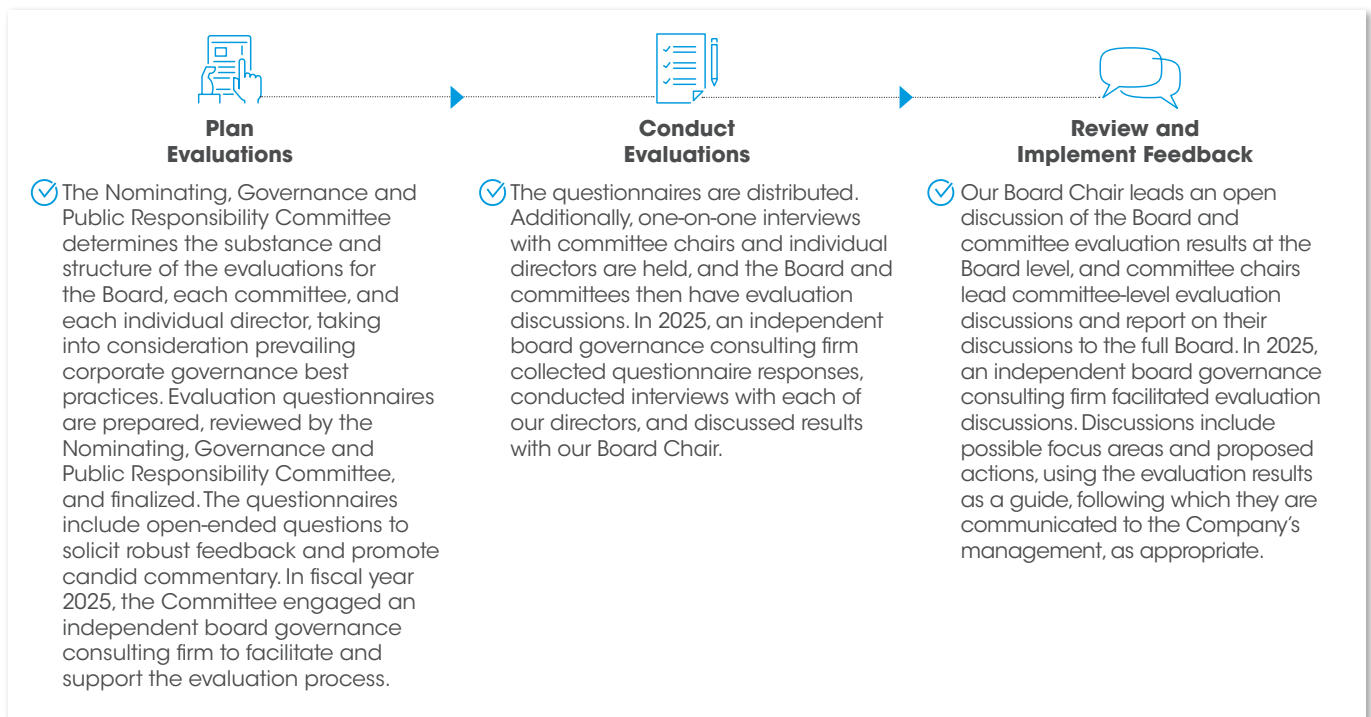 Plan
Evaluations
The Nominating, Governance and
Public Responsibility Committee
determines the substance and
structure of the evaluations for
the Board, each committee, and
each individual director, taking
into consideration prevailing
corporate governance best
practices. Evaluation questionnaires
are prepared, reviewed by the
Nominating, Governance and
Public Responsibility Committee,
and finalized. The questionnaires
include open-ended questions to
solicit robust feedback and promote
candid commentary. In fiscal year
2025, the Committee engaged an
independent board governance
consulting firm to facilitate and
support the evaluation process.
Conduct
Evaluations
The questionnaires are distributed.
Additionally, one-on-one interviews
with committee chairs and individual
directors are held, and the Board and
committees then have evaluation
discussions. In 2025, an independent
board governance consulting firm
collected questionnaire responses,
conducted interviews with each of
our directors, and discussed results
with our Board Chair.
Review and
Implement Feedback
Our Board Chair leads an open
discussion of the Board and
committee evaluation results at the
Board level, and committee chairs
lead committee-level evaluation
discussions and report on their
discussions to the full Board. In 2025,
an independent board governance
consulting firm facilitated evaluation
discussions. Discussions include
possible focus areas and proposed
actions, using the evaluation results
as a guide, following which they are
communicated to the Company's
management, as appropriate.